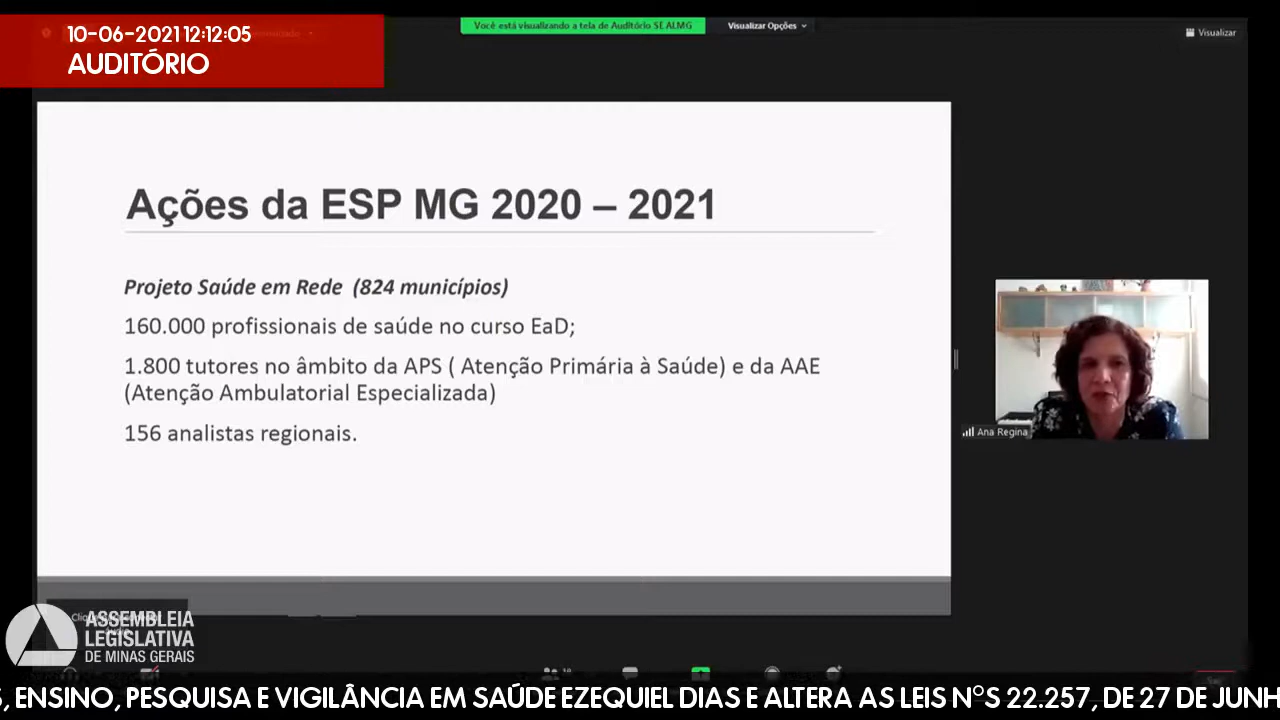 10-06-2021 12:12:05
AUDITÓRIO
Você está visualizando a tela de Auditório SE ALMG
Visualizar Opções
Visualizar
Ações da ESP MG 2020 – 2021
Projeto Saúde em Rede (824 municípios)
160.000 profissionais de saúde no curso EaD;
1.800 tutores no âmbito da APS ( Atenção Primária à Saúde) e da AAE
(Atenção Ambulatorial Especializada)
156 analistas regionais.
Ana Regina
ASSEMBLEIA
LEGISLATIVA
DE MINAS GERAIS
, ENSINO, PESQUISA E VIGILÂNCIA EM SAÚDE EZEQUIEL DIAS E ALTERA AS LEIS N°S 22.257, DE 27 DE JUNH